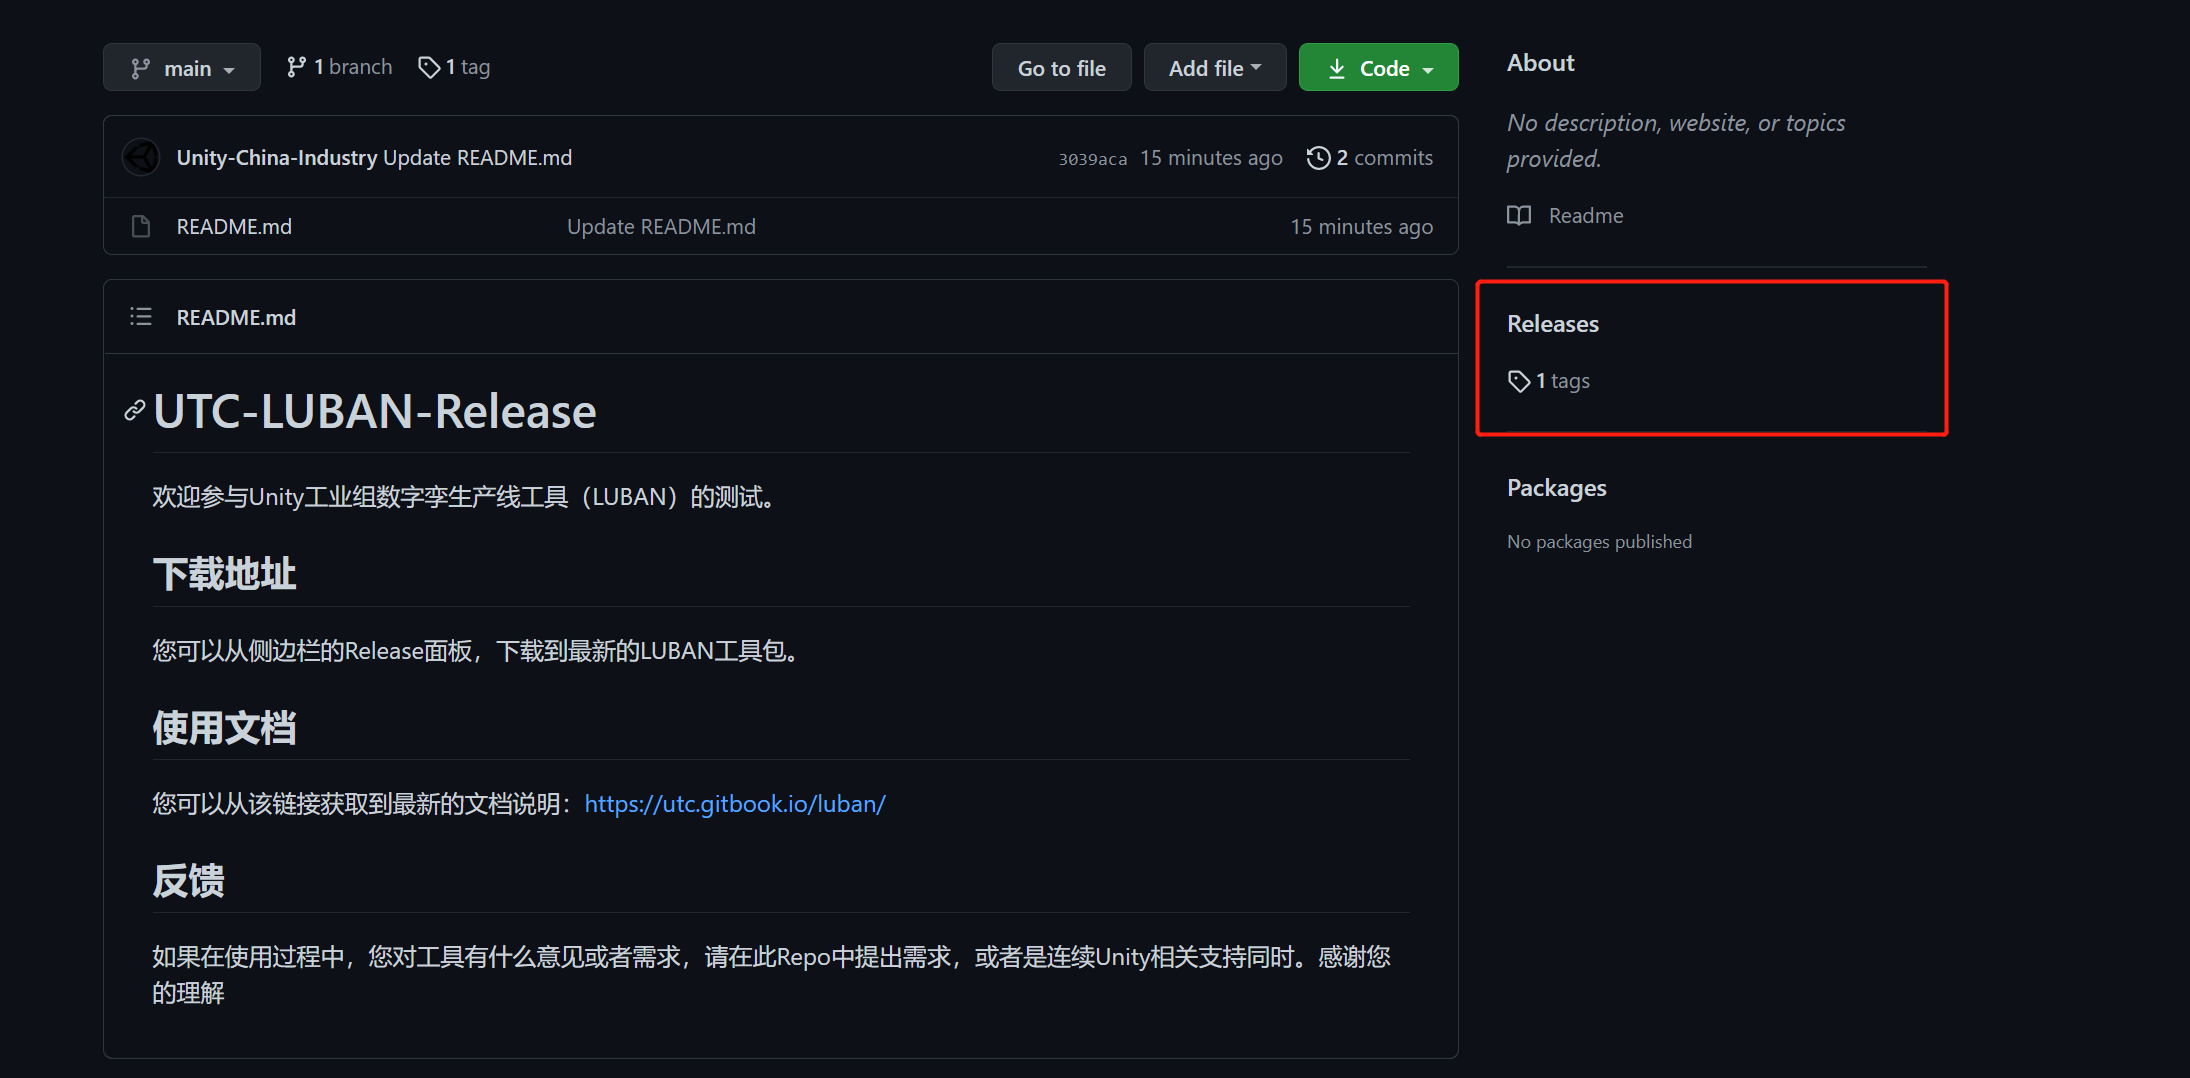 main
1 branch
1 tag
Go to file
Add file
Code
Unity-China-Industry Update README.md
3039aca 15 minutes ago
2 commits
README.md
Update README.md
15 minutes ago
README.md
UTC-LUBAN-Release
欢迎参与Unity工业组数字孪生产线工具（LUBAN）的测试。
下载地址
您可以从侧边栏的Release面板，下载到最新的LUBAN工具包。
使用文档
您可以从该链接获取到最新的文档说明：https://utc.gitbook.io/luban/
反馈
如果在使用过程中，您对工具有什么意见或者需求，请在此Repo中提出需求，或者是连续Unity相关支持同时。感谢您
的理解
About
No description, website, or topics
provided.
Readme
Releases
1 tags
Packages
No packages published